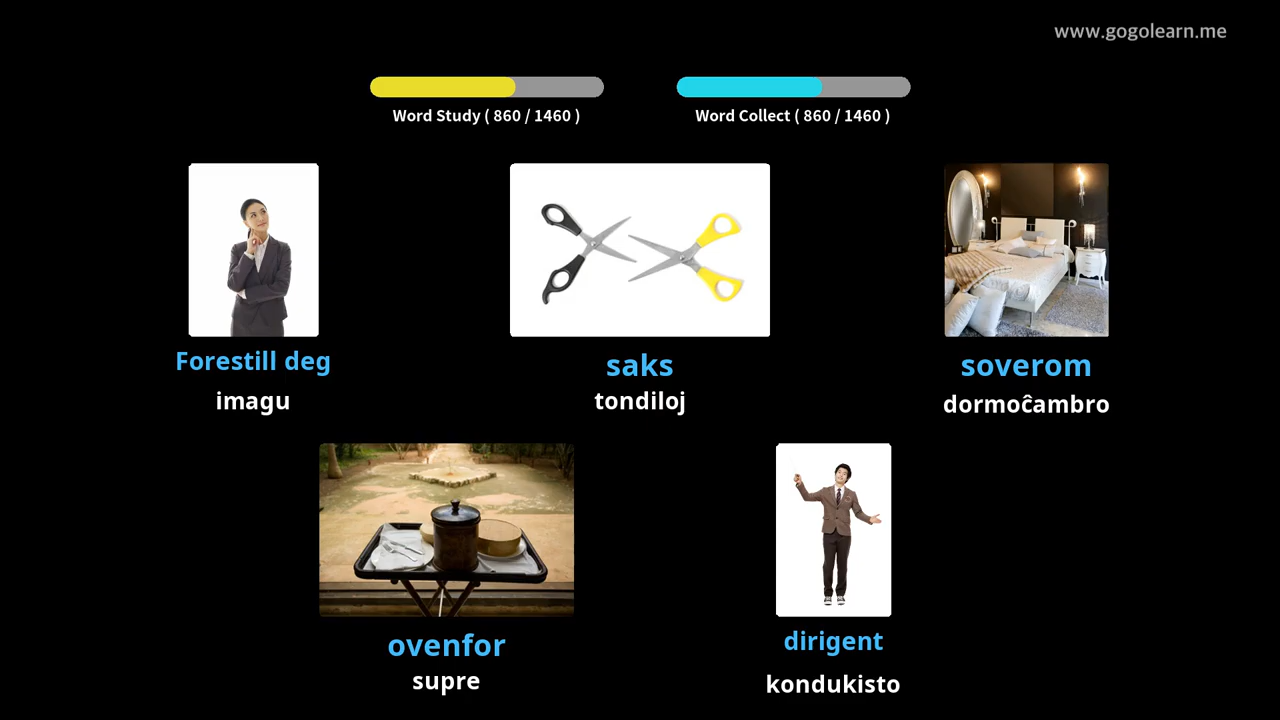 www.gogolearn.me
Word Study ( 860 / 1460 )
Word Collect ( 860 / 1460 )
Forestill deg
imagu
saks
tondiloj
soverom
dormoĉambro
ovenfor
supre
dirigent
kondukisto